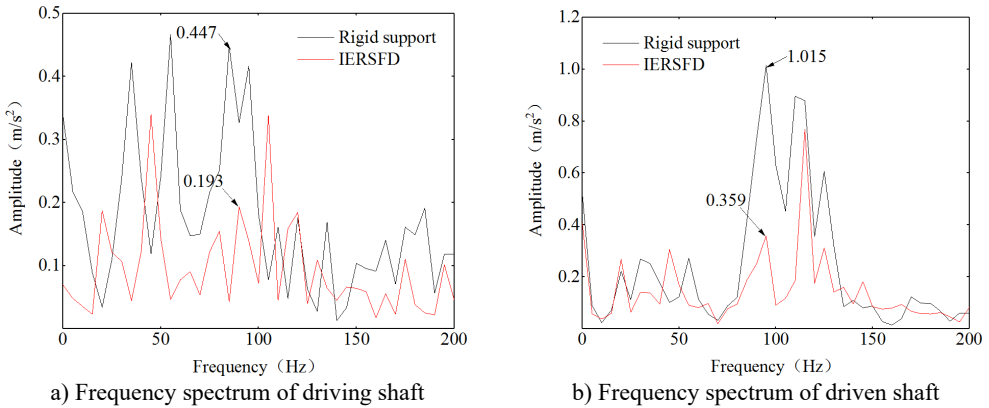 0.5
0.4
0.3
0.2
0.1
Amplitude（m/s²）
0.447
0.193
Rigid support
IERSFD
0 50 100 150 200
Frequency（Hz）
a) Frequency spectrum of driving shaft
1.2
1.0
0.8
0.6
0.4
0.2
Amplitude（m/s²）
Rigid support
IERSFD
1.015
0.359
0 50 100 150 200
Frequency（Hz）
b) Frequency spectrum of driven shaft